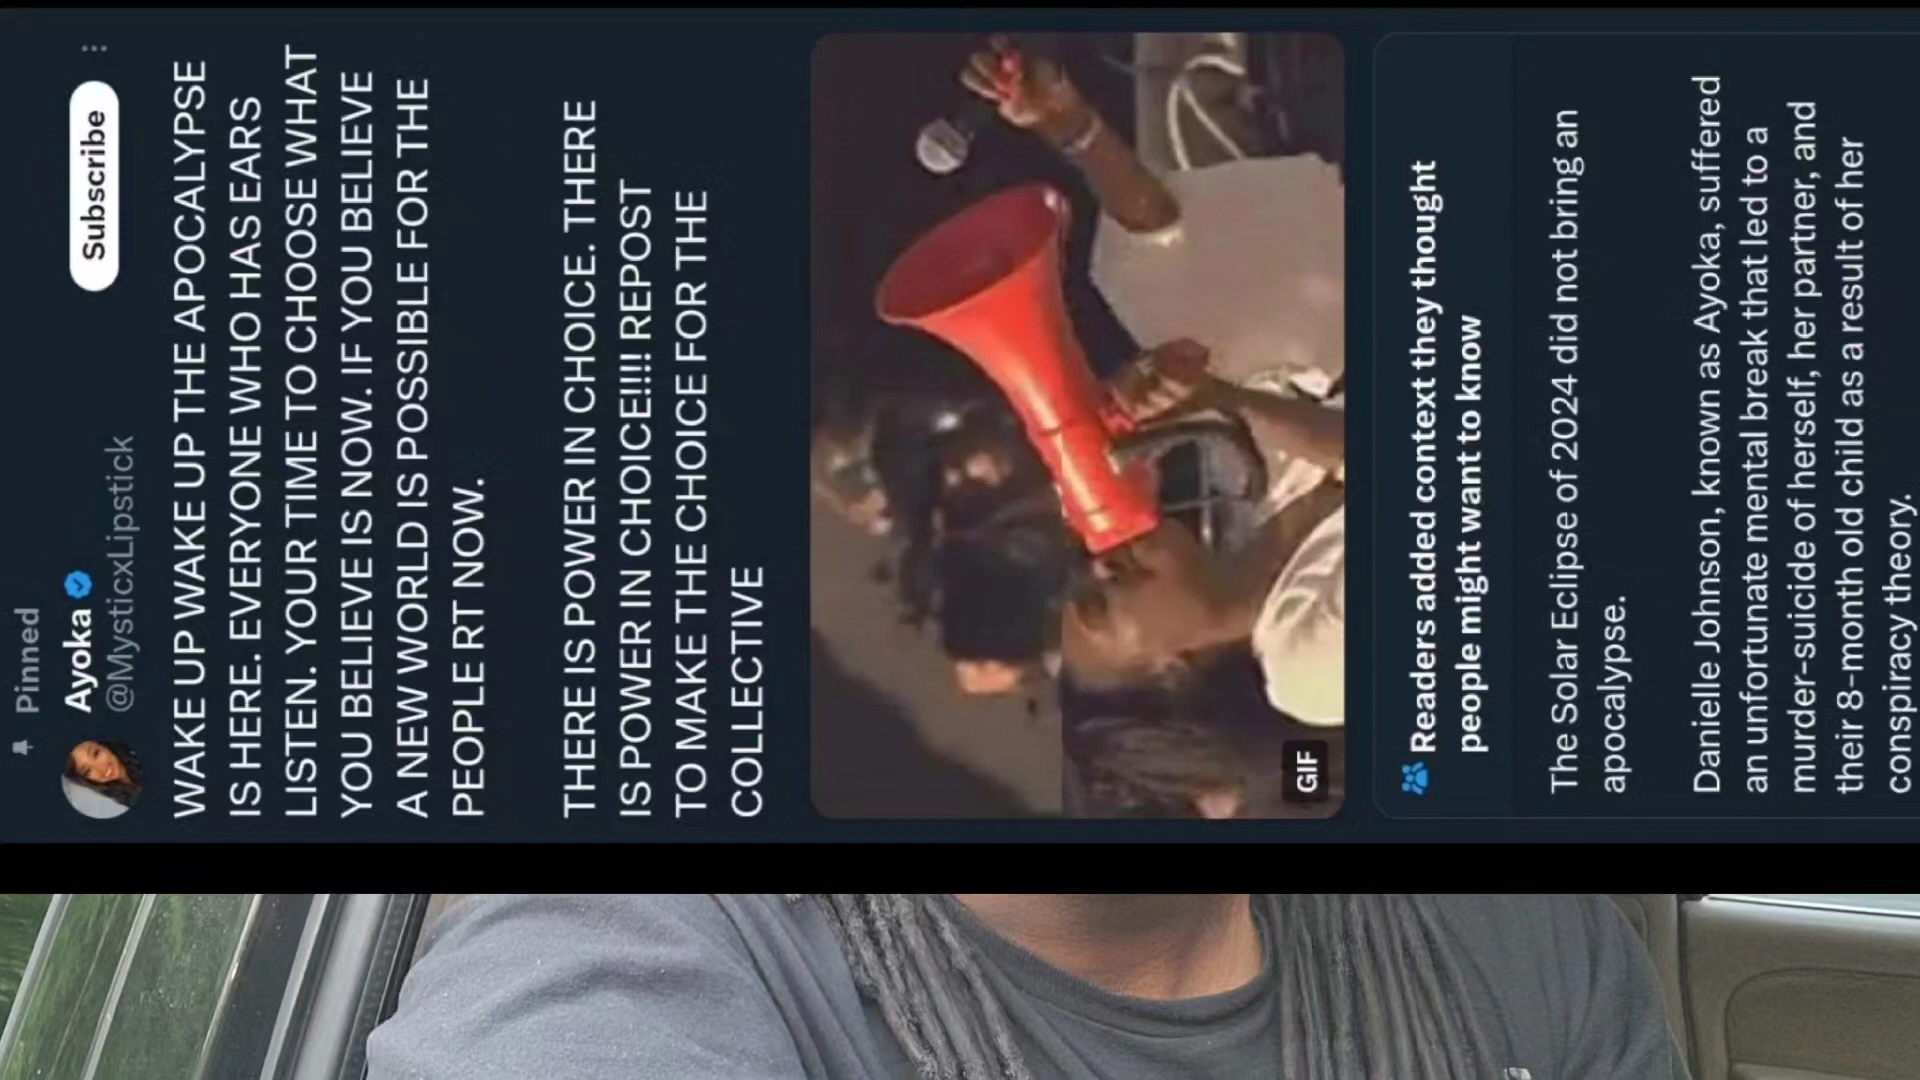 Pinned
Ayoka
@MysticxLipstick
Subscribe
WAKE UP WAKE UP THE APOCALYPSE
IS HERE. EVERYONE WHO HAS EARS
LISTEN. YOUR TIME TO CHOOSE WHAT
YOU BELIEVE IS NOW. IF YOU BELIEVE
A NEW WORLD IS POSSIBLE FOR THE
PEOPLE RT NOW.
THERE IS POWER IN CHOICE. THERE
IS POWER IN CHOICE!!!! REPOST
TO MAKE THE CHOICE FOR THE
COLLECTIVE
GIF
Readers added context they thought
people might want to know
The Solar Eclipse of 2024 did not bring an
apocalypse.
Danielle Johnson, known as Ayoka, suffered
an unfortunate mental break that led to a
murder-suicide of herself, her partner, and
their 8-month old child as a result of her
conspiracy theory.